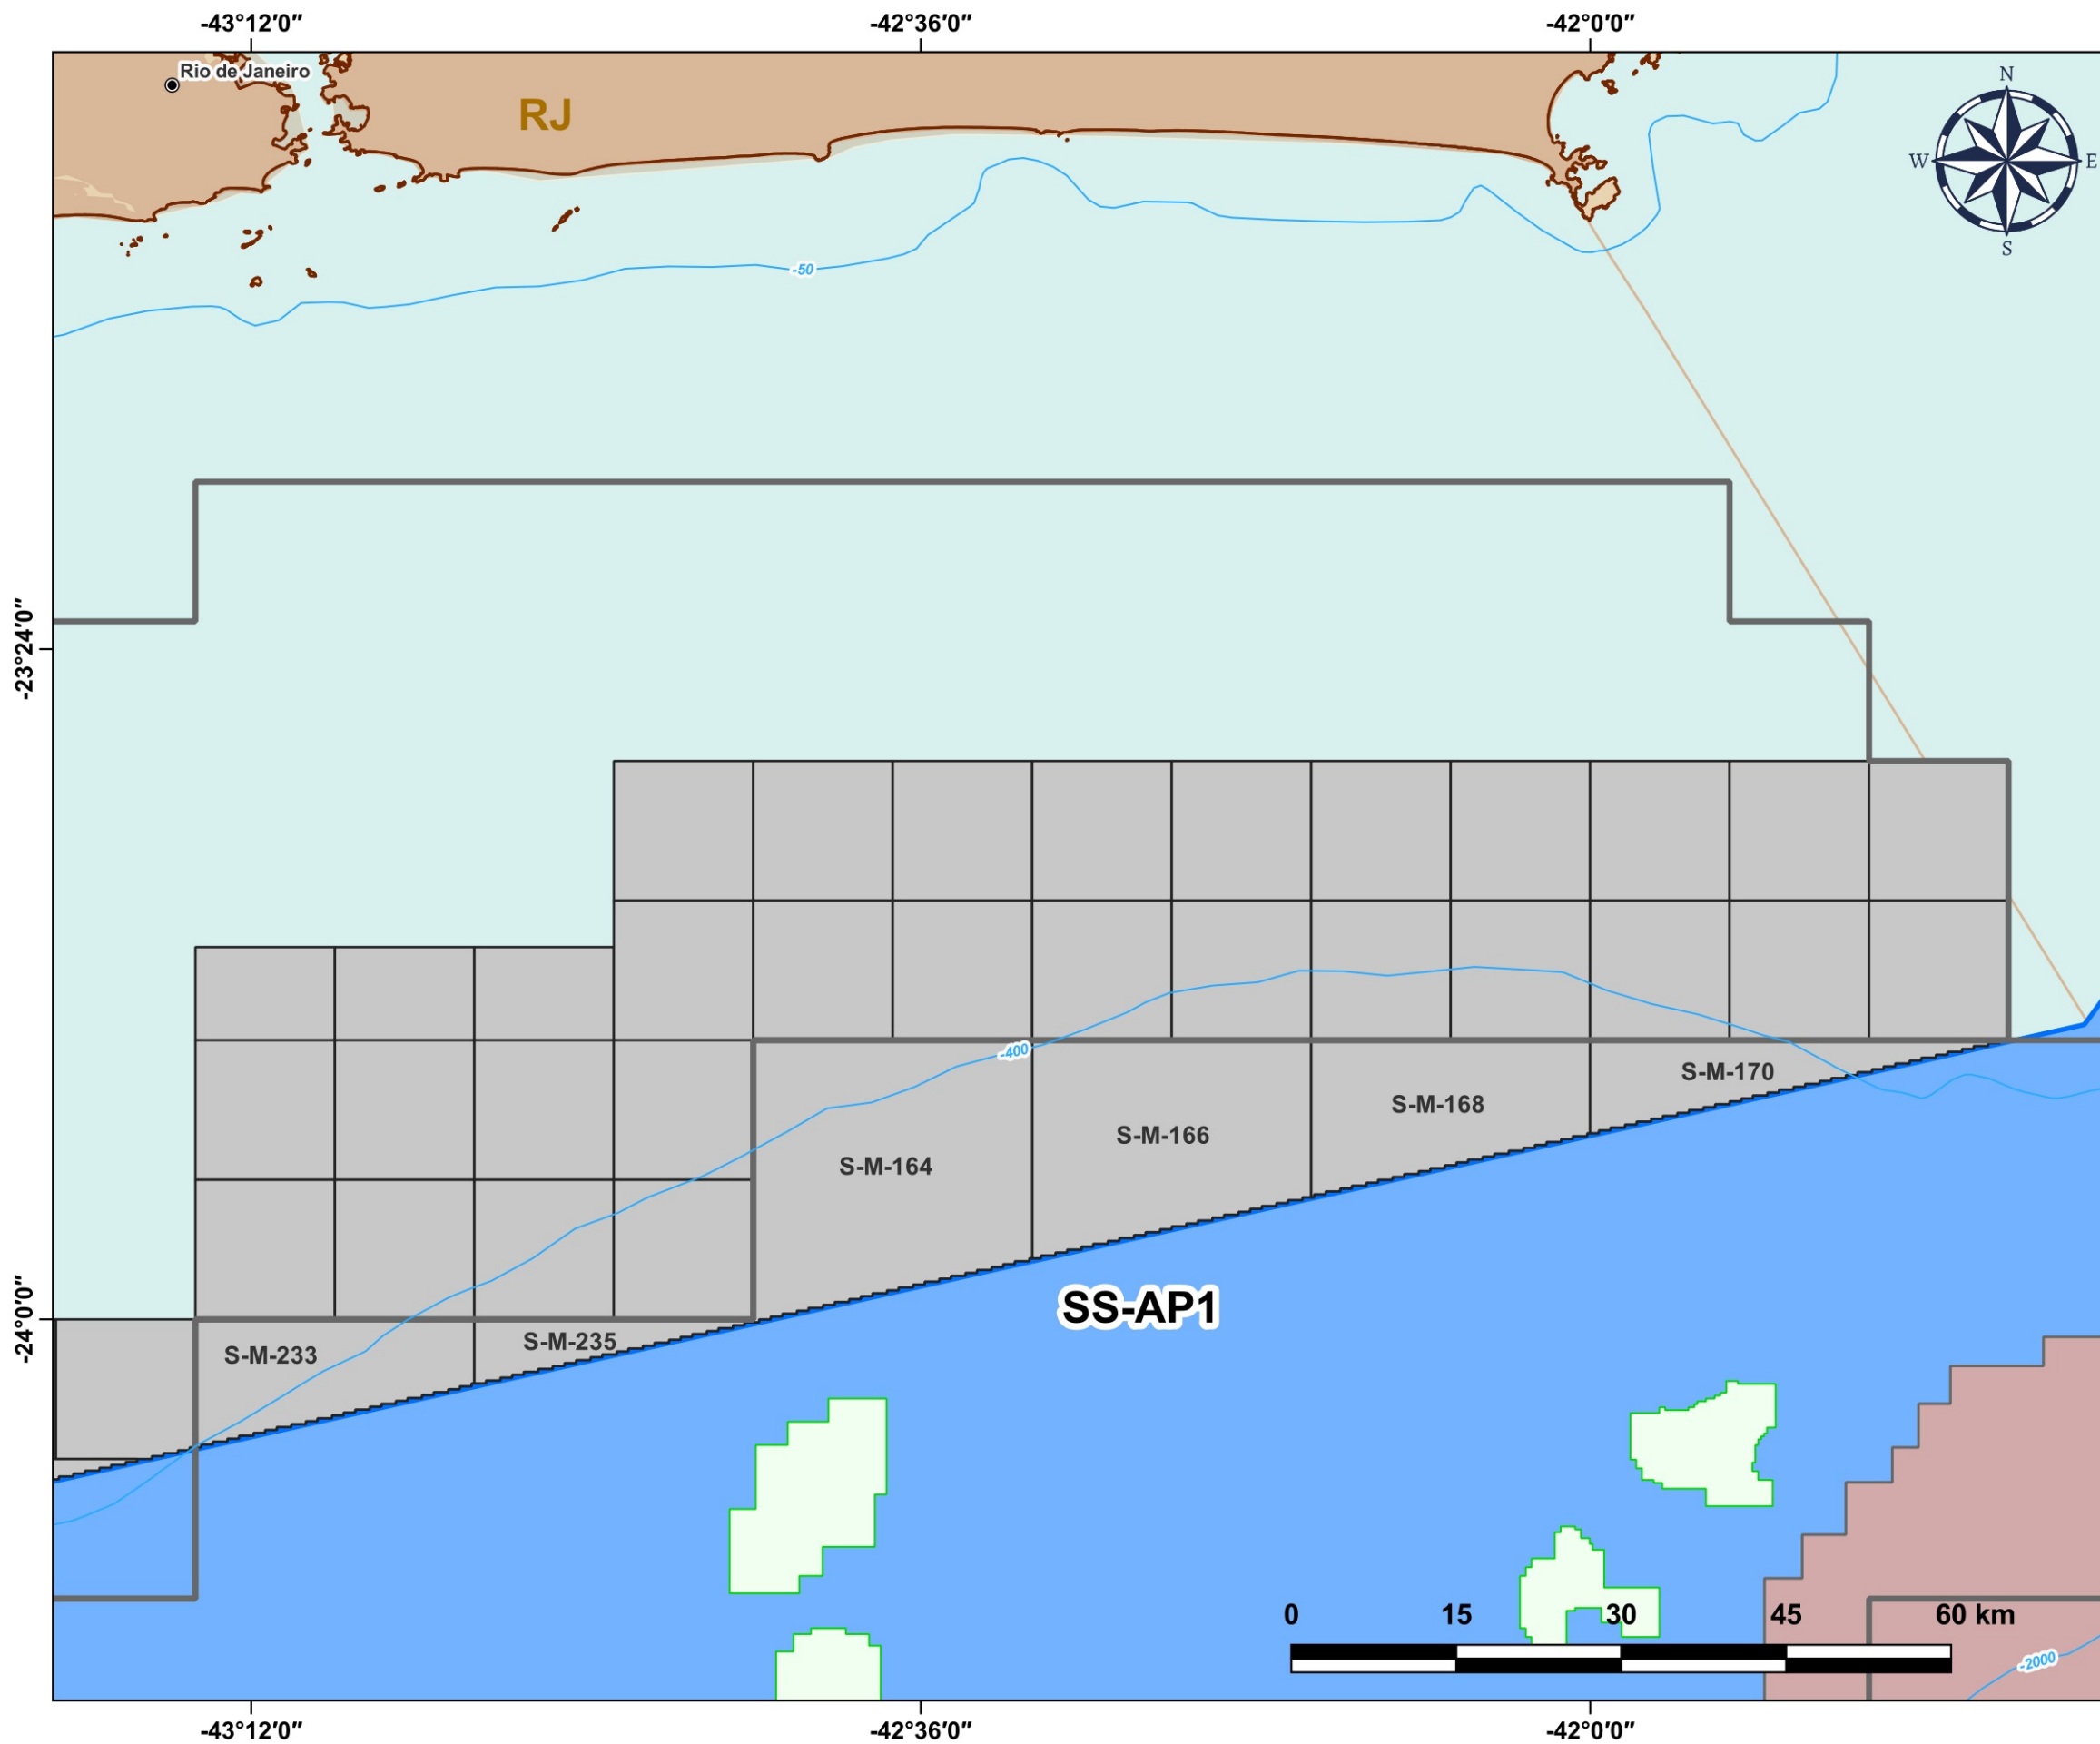 -43°12′0″ -42°36′0″ -42°0′0″
Rio de Janeiro
RJ
N
W E
S
-50
-23°24′0″
-400
S-M-170
S-M-168
S-M-166
S-M-164
SS-AP1
-24°0′0″
S-M-235
S-M-233
0 15 30 45 60 km
-2000
-43°12′0″ -42°36′0″ -42°0′0″